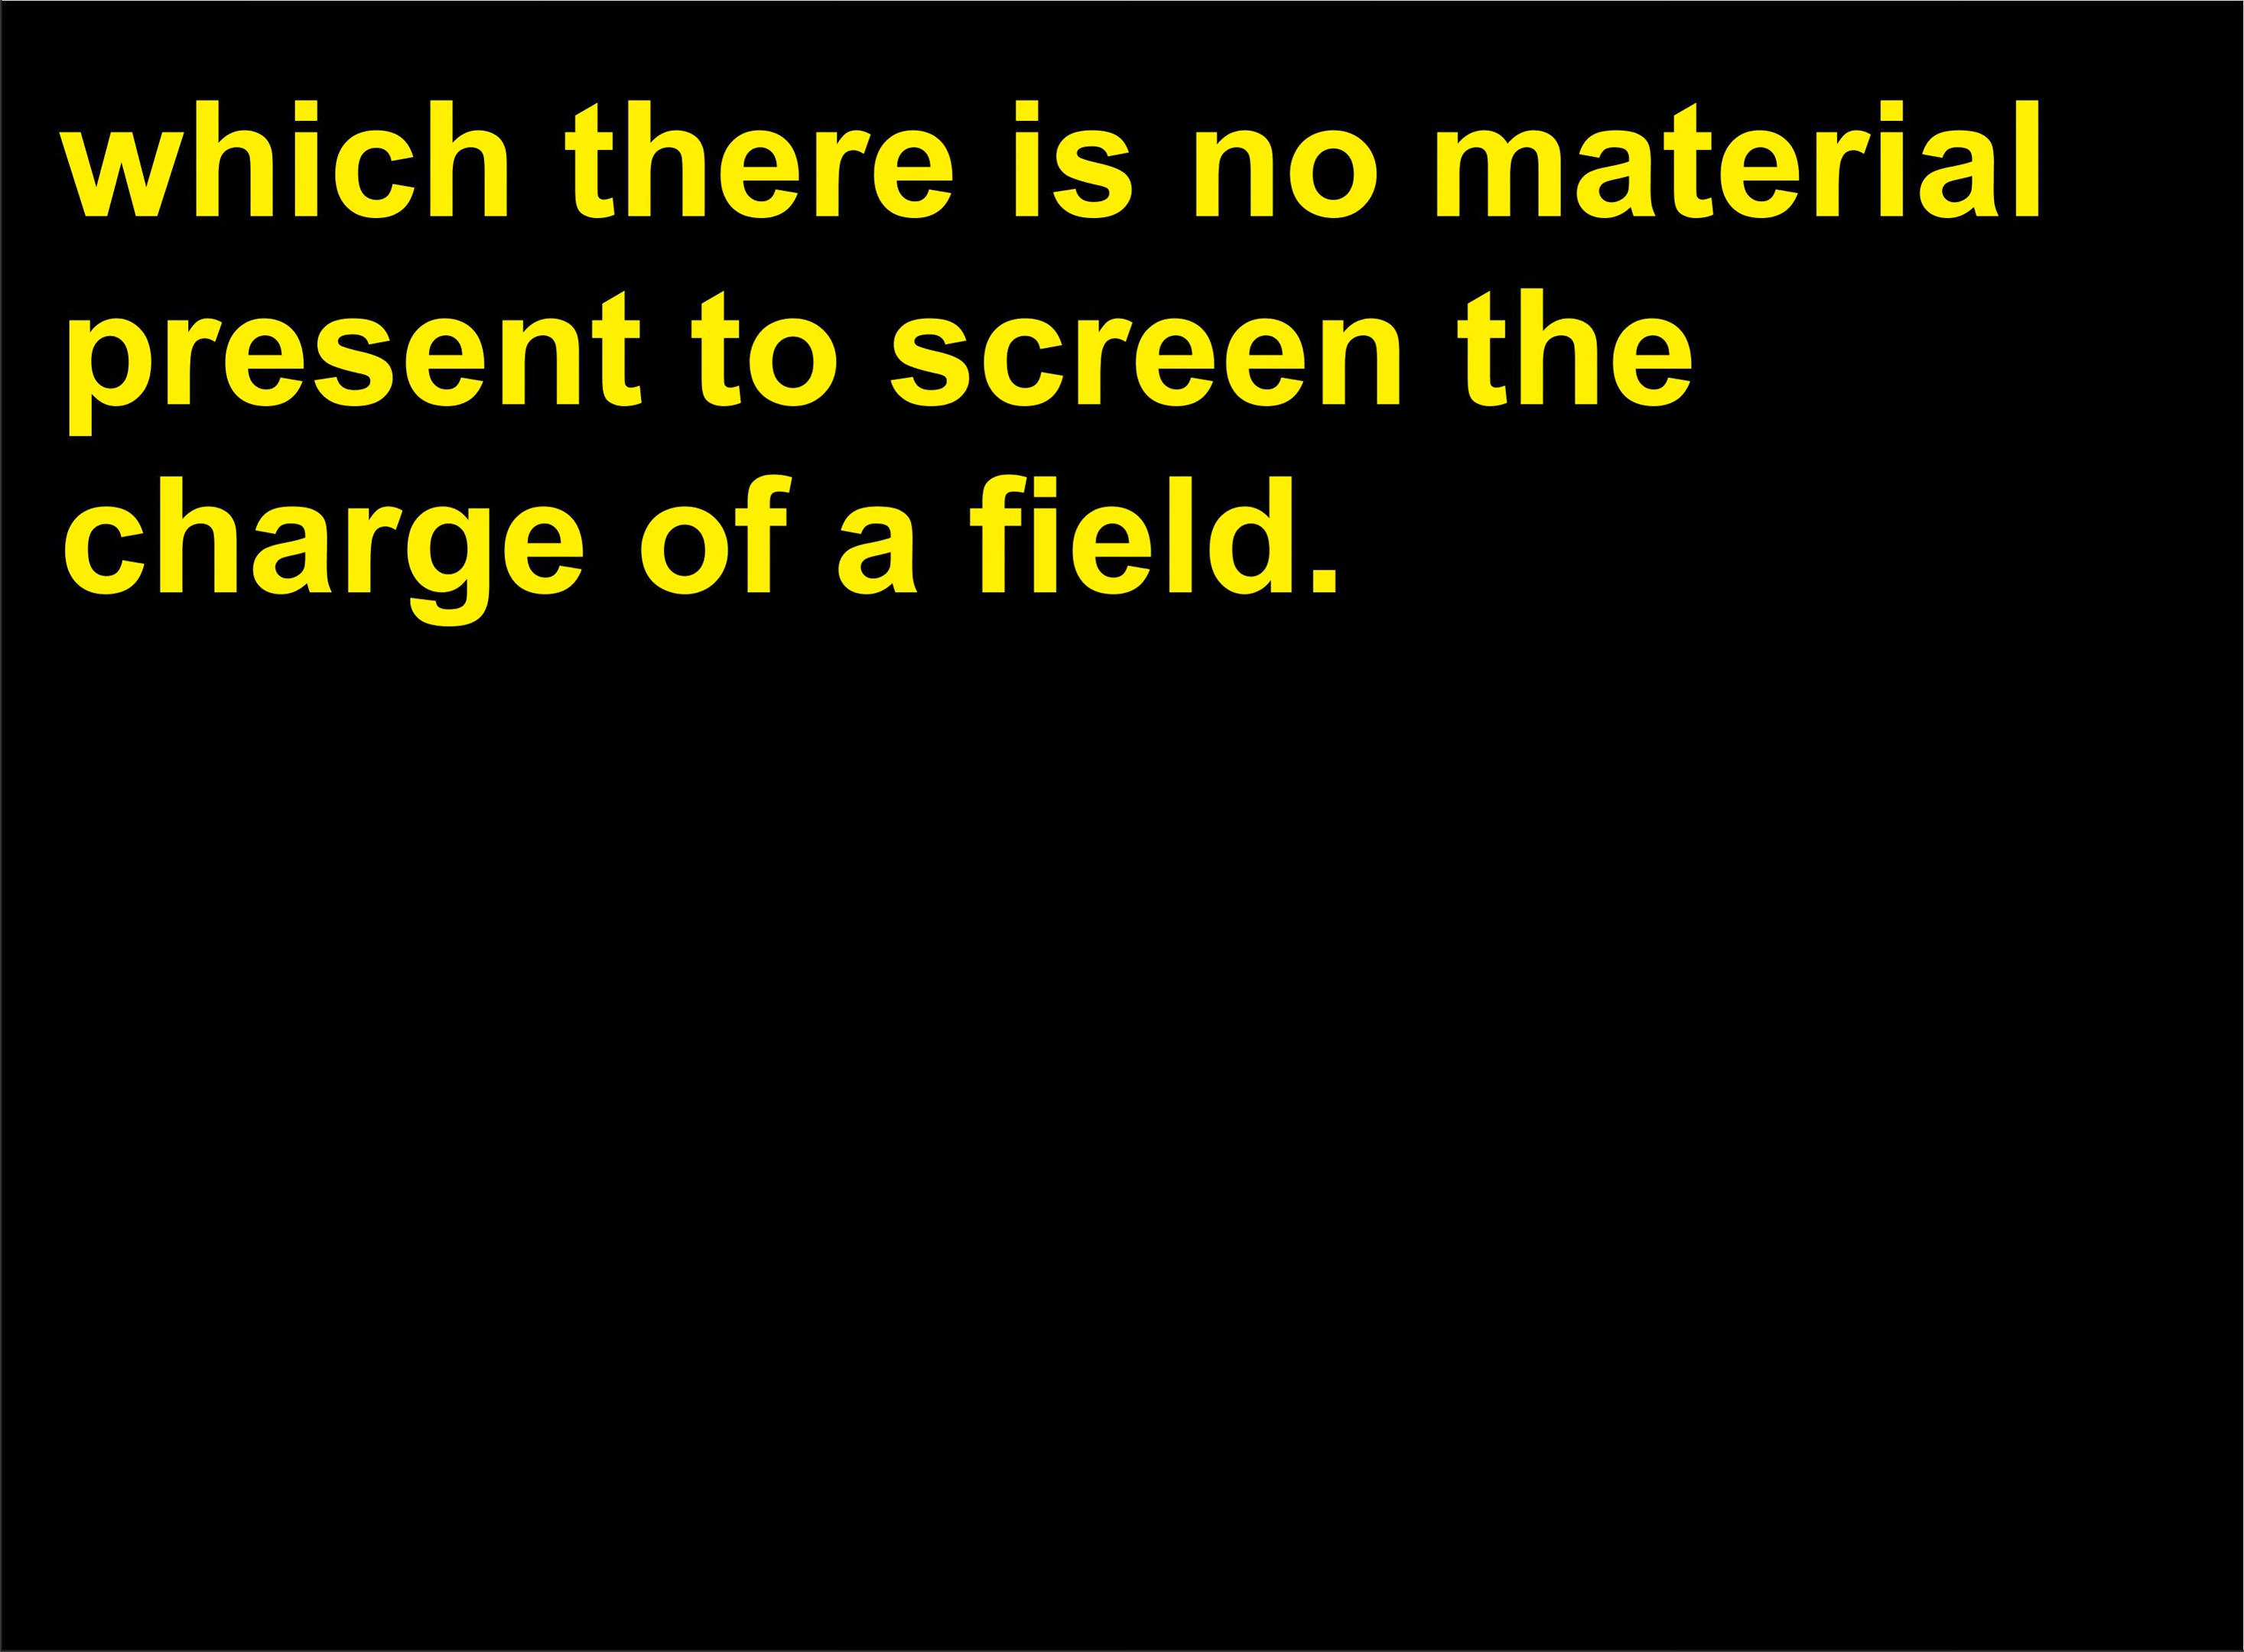 which there is no material
present to screen the
charge of a field.